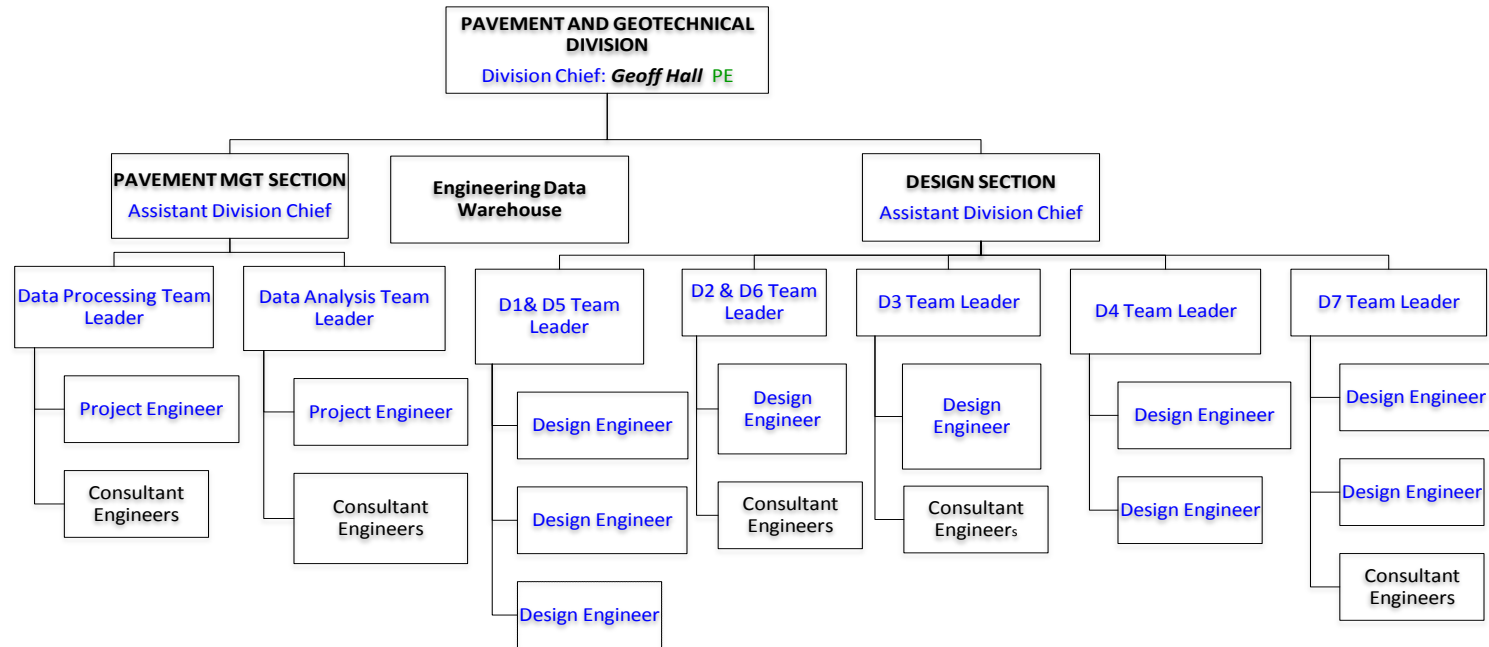 PAVEMENT AND GEOTECHNICAL
DIVISION
Division Chief: Geoff Hall PE
PAVEMENT MGT SECTION
Assistant Division Chief
Engineering Data
Warehouse
DESIGN SECTION
Assistant Division Chief
Data Processing Team
Leader
Data Analysis Team
Leader
D1& D5 Team
Leader
D2 & D6 Team
Leader
D3 Team Leader
D4 Team Leader
D7 Team Leader
Project Engineer
Consultant
Engineers
Project Engineer
Consultant
Engineers
Design Engineer
Design Engineer
Design Engineer
Design
Engineer
Consultant
Engineers
Design
Engineer
Consultant
Engineers
Design Engineer
Design Engineer
Design Engineer
Design Engineer
Consultant
Engineers